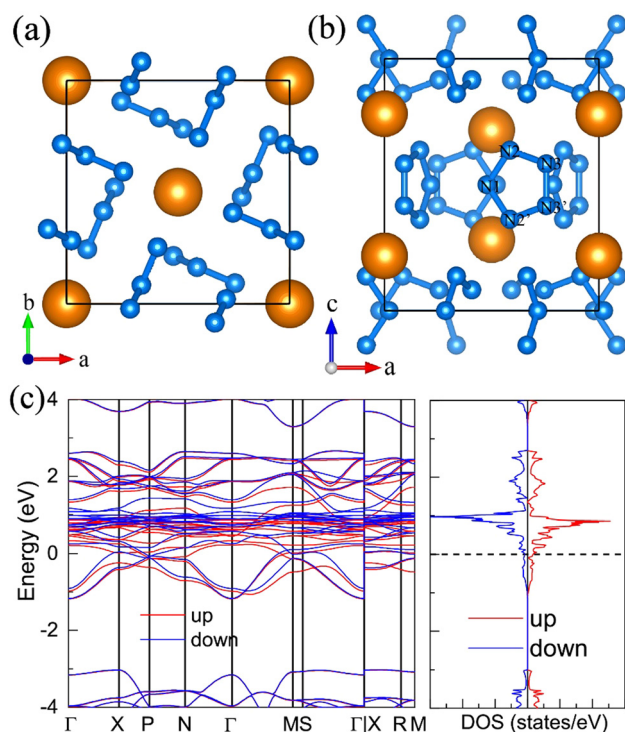 (a)
(b)
b
a
N2
N3
N1
N3'
N2'
c
a
(c)
4
2
0
-2
-4
Energy (eV)
up
down
Γ X P N Γ M S Γ|X R M
up
down
DOS (states/eV)